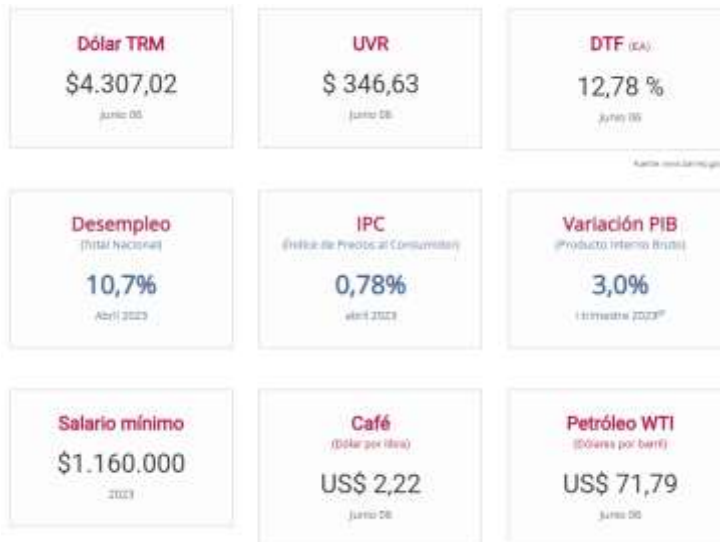 Dólar TRM
$4.307,02
Junio 06
UVR
$ 346,63
Junio 06
DTF (EA)
12,78 %
Junio 06
Desempleo
(Total Nacional)
10,7%
Abril 2023
IPC
(Índice de Precios al Consumidor)
0,78%
abril 2023
Variación PIB
(Producto Interno Bruto)
3,0%
I trimestre 2023
Salario mínimo
$1.160.000
2023
Café
(Dólar por libra)
US$ 2,22
Junio 06
Petróleo WTI
(Dólares por barril)
US$ 71,79
Junio 06